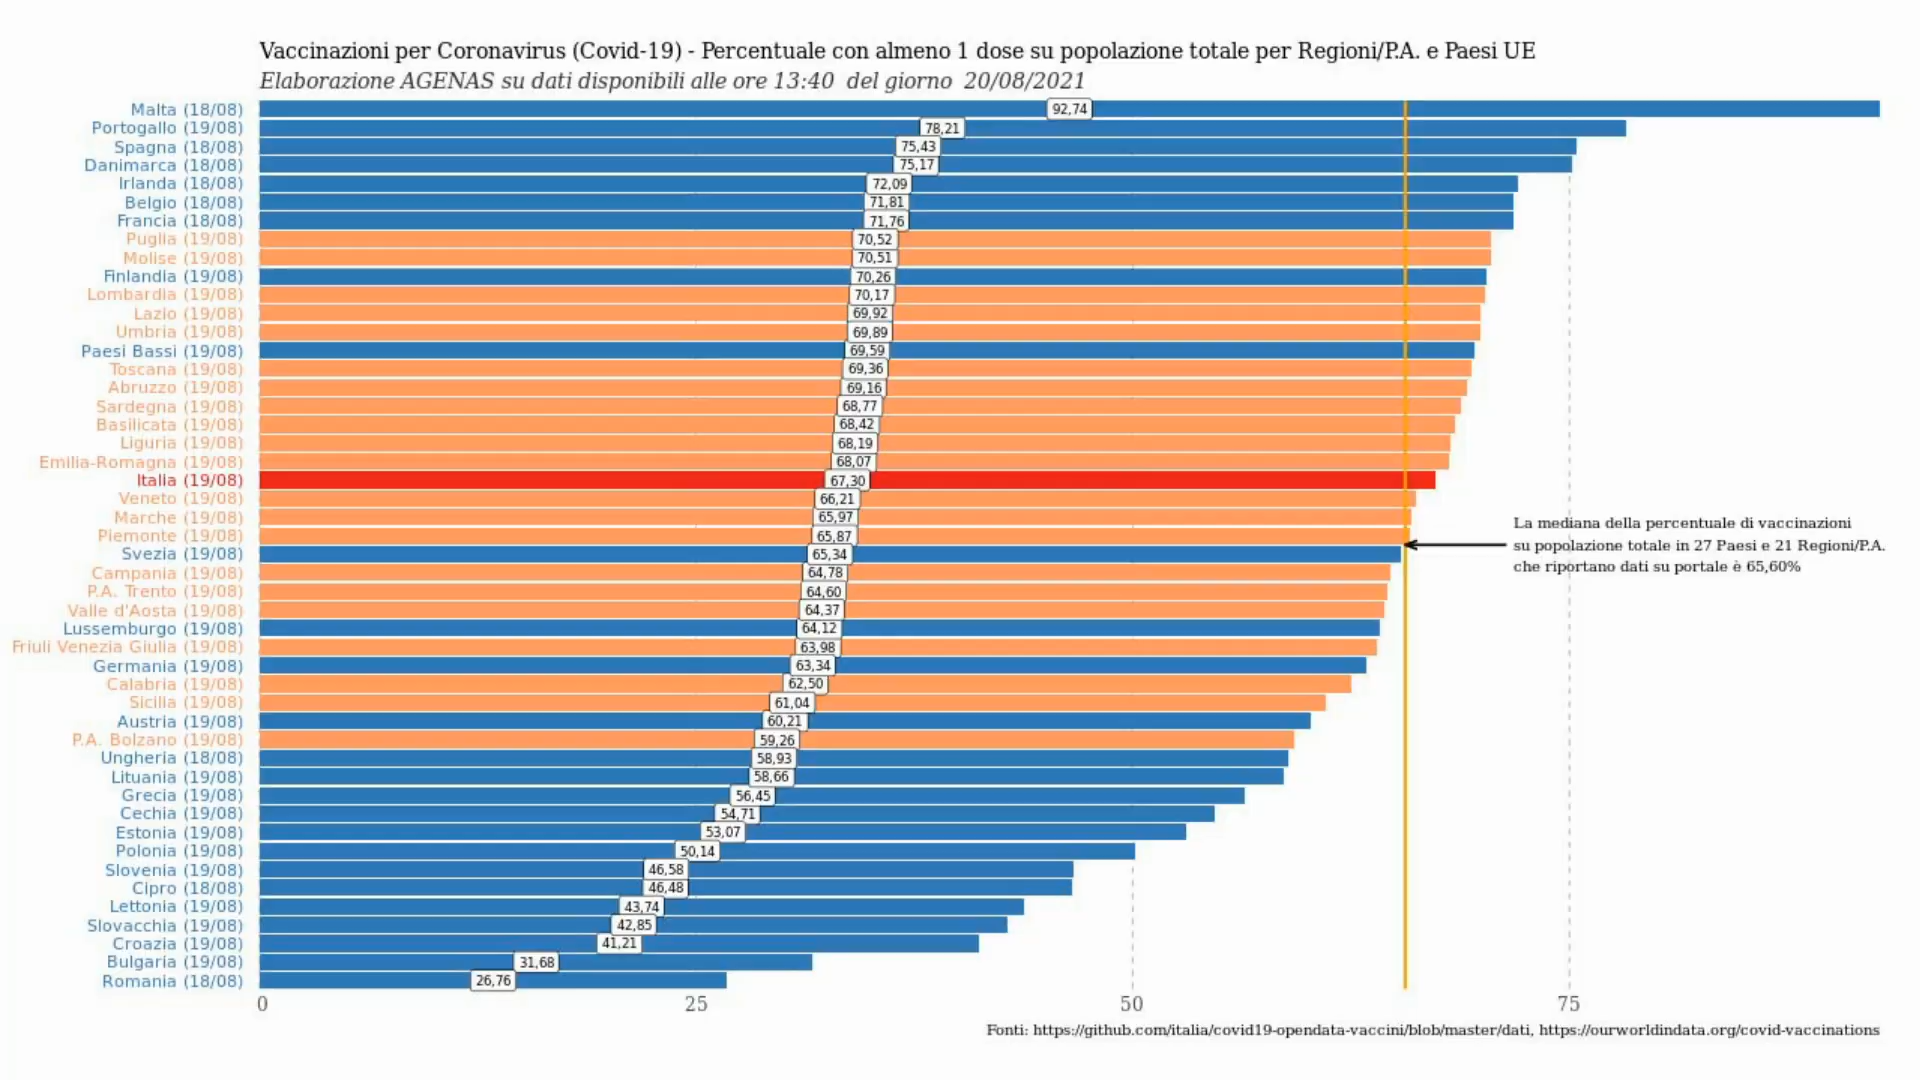 Vaccinazioni per Coronavirus (Covid-19) - Percentuale con almeno 1 dose su popolazione totale per Regioni/P.A. e Paesi UE
Elaborazione AGENAS su dati disponibili alle ore 13:40 del giorno 20/08/2021
Malta (18/08) 92,74
Portogallo (19/08) 78,21
Spagna (18/08) 75,43
Danimarca (18/08) 75,17
Irlanda (18/08) 72,09
Belgio (18/08) 71,81
Francia (18/08) 71,76
Puglia (19/08) 70,52
Molise (19/08) 70,51
Finlandia (19/08) 70,26
Lombardia (19/08) 70,17
Lazio (19/08) 69,92
Umbria (19/08) 69,89
Paesi Bassi (19/08) 69,59
Toscana (19/08) 69,36
Abruzzo (19/08) 69,16
Sardegna (19/08) 68,77
Basilicata (19/08) 68,42
Liguria (19/08) 68,19
Emilia-Romagna (19/08) 68,07
Italia (19/08) 67,30
Veneto (19/08) 66,21
Marche (19/08) 65,97
Piemonte (19/08) 65,87
Svezia (19/08) 65,34
Campania (19/08) 64,78
P.A. Trento (19/08) 64,60
Valle d'Aosta (19/08) 64,37
Lussemburgo (19/08) 64,12
Friuli Venezia Giulia (19/08) 63,98
Germania (19/08) 63,34
Calabria (19/08) 62,50
Sicilia (19/08) 61,04
Austria (19/08) 60,21
P.A. Bolzano (19/08) 59,26
Ungheria (18/08) 58,93
Lituania (19/08) 58,66
Grecia (19/08) 56,45
Cechia (19/08) 54,71
Estonia (19/08) 53,07
Polonia (19/08) 50,14
Slovenia (19/08) 46,58
Cipro (18/08) 46,48
Lettonia (19/08) 43,74
Slovacchia (19/08) 42,85
Croazia (19/08) 41,21
Bulgaria (19/08) 31,68
Romania (18/08) 26,76
La mediana della percentuale di vaccinazioni
su popolazione totale in 27 Paesi e 21 Regioni/P.A.
che riportano dati su portale è 65,60%
0 25 50 75
Fonti: https://github.com/italia/covid19-opendata-vaccini/blob/master/dati, https://ourworldindata.org/covid-vaccinations